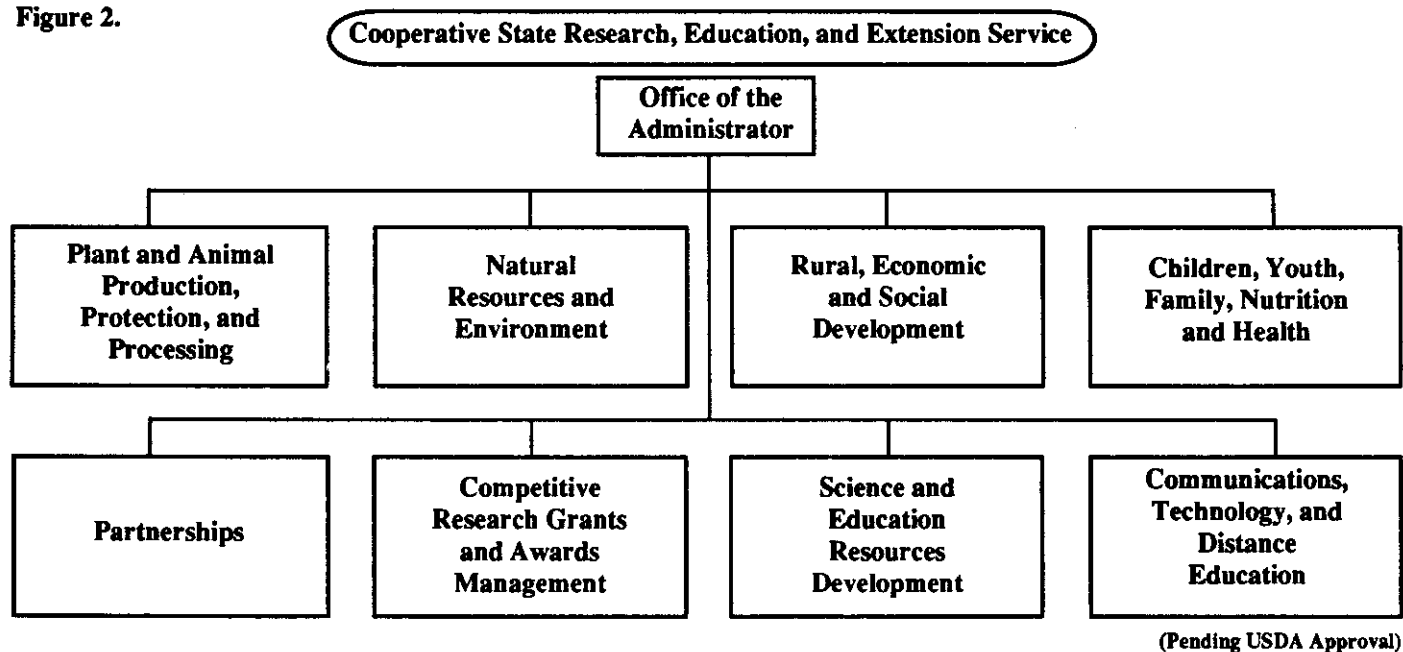 Figure 2.
Cooperative State Research, Education, and Extension Service
Office of the
Administrator
Plant and Animal
Production,
Protection, and
Processing
Natural
Resources and
Environment
Rural, Economic
and Social
Development
Children, Youth,
Family, Nutrition
and Health
Partnerships
Competitive
Research Grants
and Awards
Management
Science and
Education
Resources
Development
Communications,
Technology, and
Distance
Education
(Pending USDA Approval)